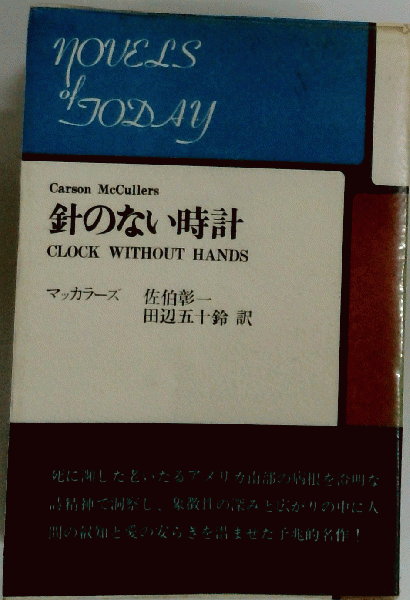 NOVELS
of
TODAY
Carson McCullers
針のない時計
CLOCK WITHOUT HANDS
マッカラーズ 佐伯彰一
田辺五十鈴 訳
死に瀕した老いたるアメリカ南部の病根を透明な
詩精神で洞察し、象徴性の深みと広がりの中に人
間の叡知と愛の安らぎを滲ませた予兆的名作！